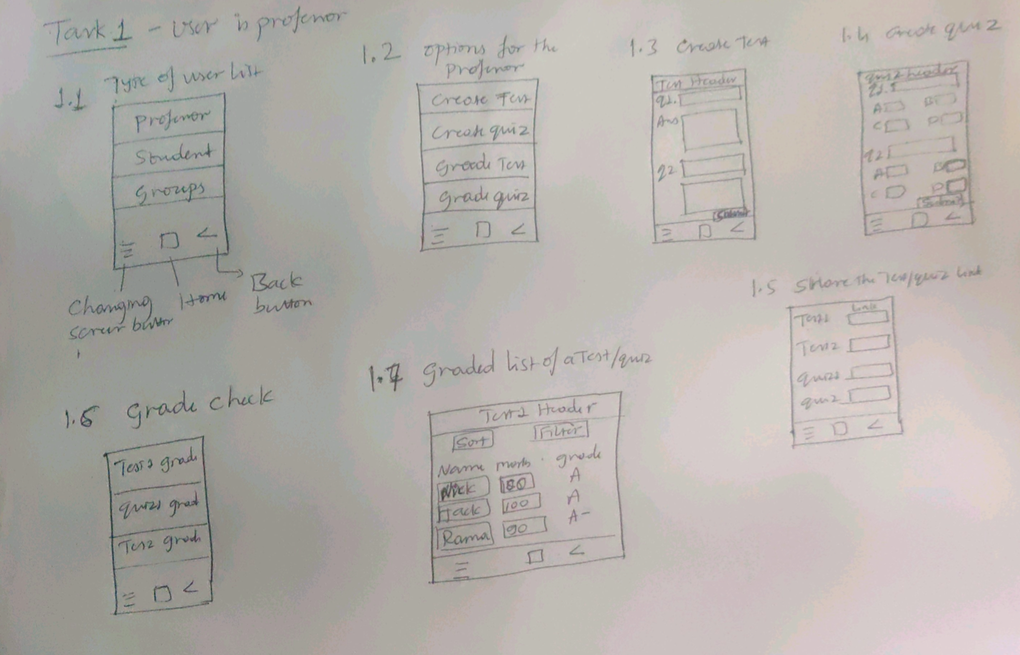 Task 1 - User is professor
1.1 Type of user list
Professor
Student
Groups
Changing
screen button
Home
Back
button
1.2 options for the
Professor
Create Test
Create quiz
Grade Test
Grade quiz
1.3 Create Test
Test Header
q1.
Ans
q2
Submit
1.4 Create quiz
quiz header
q1.
A
B
C
D
q2
A
B
C
D
Submit
1.5 Share the Test/quiz link
Link
Test1
Test2
quiz1
quiz2
1.6 Grade check
Test1 grade
quiz1 grade
Test2 grade
1.7 Graded list of a Test/quiz
Test1 Header
Sort Filter
Name marks grade
Nick 100 A
Jack 100 A
Rama 90 A-